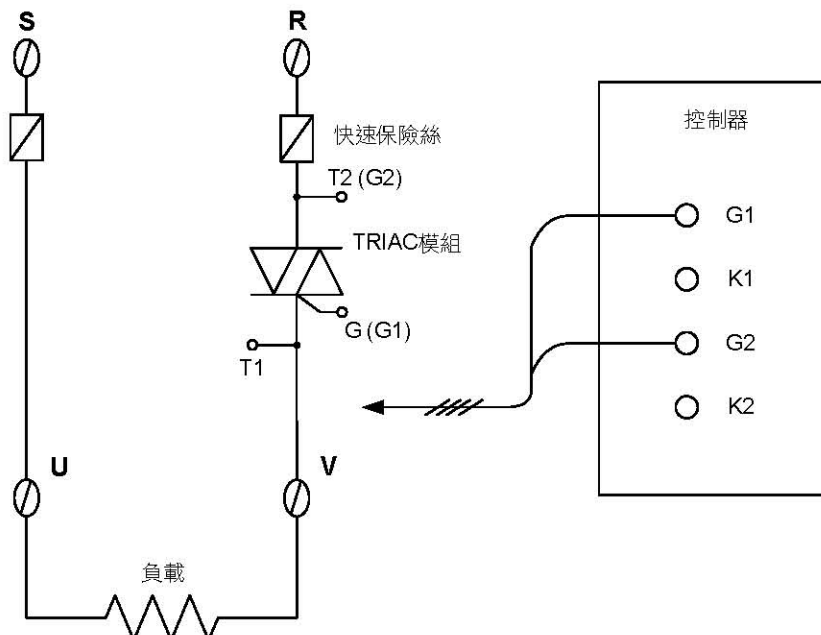 S
R
控制器
快速保險絲
T2 (G2)
G1
TRIAC模組
K1
G (G1)
G2
T1
K2
U
V
負載